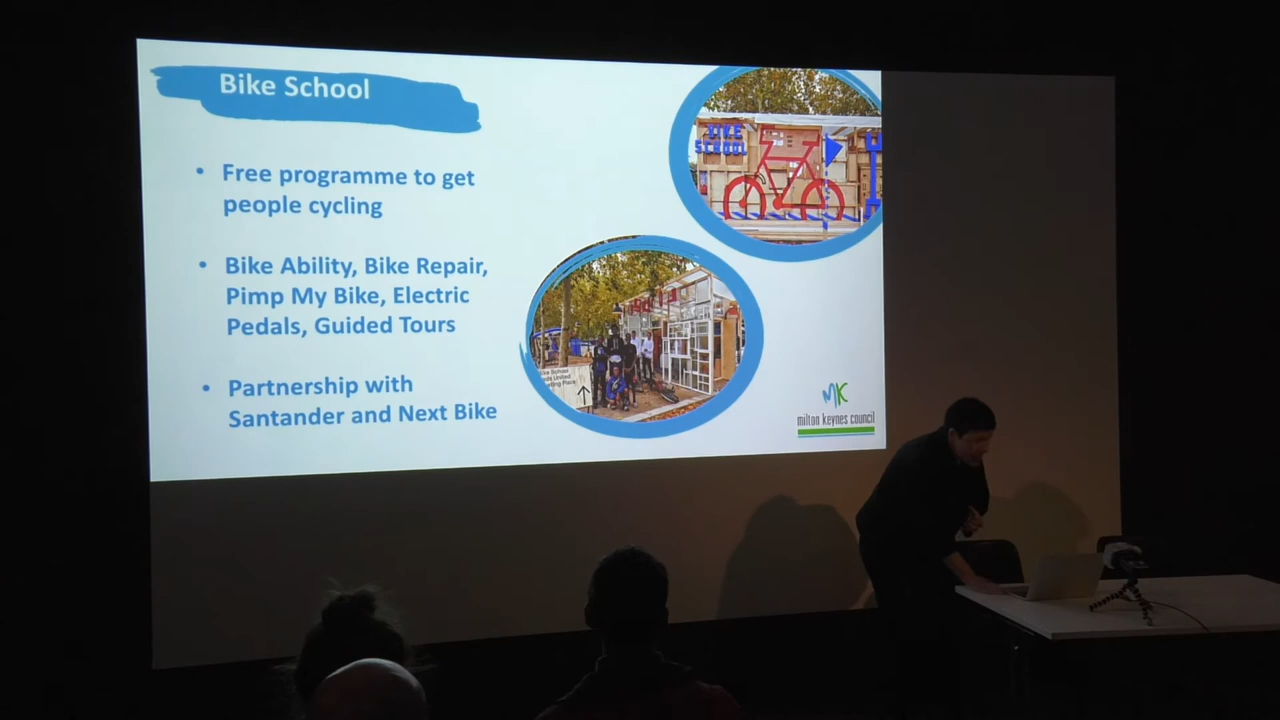 Bike School
• Free programme to get
people cycling
• Bike Ability, Bike Repair,
Pimp My Bike, Electric
Pedals, Guided Tours
• Partnership with
Santander and Next Bike
BIKE
SCHOOL
MK
milton keynes council